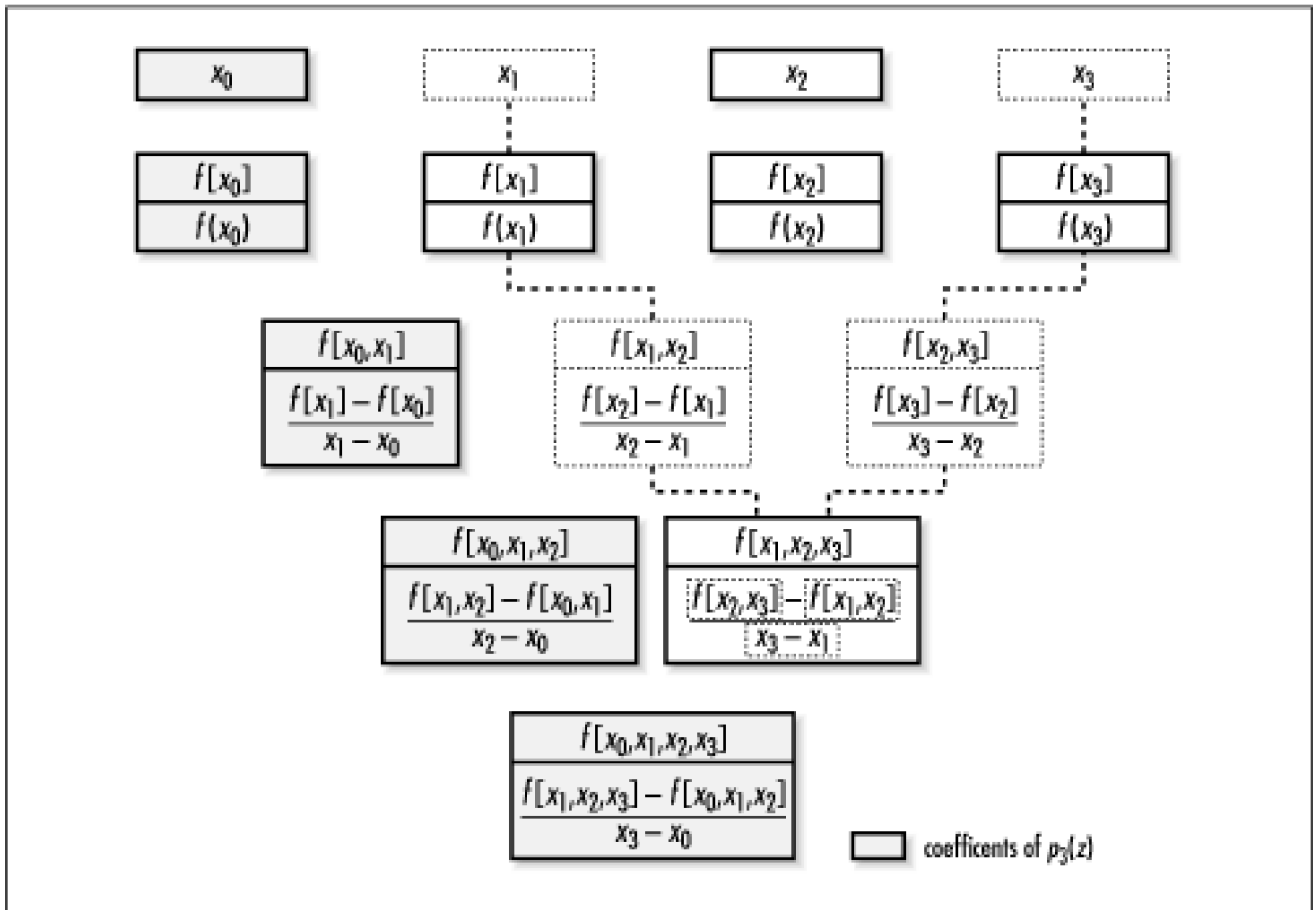 x₀ x₁ x₂ x₃
f[x₀] f[x₁] f[x₂] f[x₃]
f(x₀) f(x₁) f(x₂) f(x₃)
f[x₀,x₁] f[x₁,x₂] f[x₂,x₃]
f[x₁] − f[x₀] f[x₂] − f[x₁] f[x₃] − f[x₂]
x₁ − x₀ x₂ − x₁ x₃ − x₂
f[x₀,x₁,x₂] f[x₁,x₂,x₃]
f[x₁,x₂] − f[x₀,x₁] f[x₂,x₃] − f[x₁,x₂]
x₂ − x₀ x₃ − x₁
f[x₀,x₁,x₂,x₃]
f[x₁,x₂,x₃] − f[x₀,x₁,x₂]
x₃ − x₀
coefficents of p₃(z)